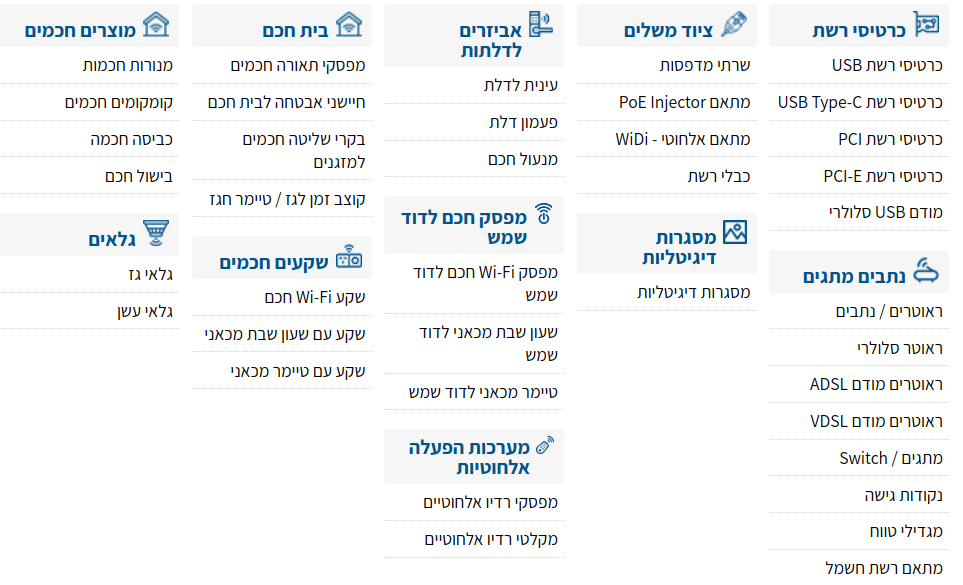 כרטיסי רשת
כרטיסי רשת USB
כרטיסי רשת USB Type-C
כרטיסי רשת PCI
כרטיסי רשת PCI-E
מודם USB סלולרי
נתבים מתגים
ראוטרים / נתבים
ראוטר סלולרי
ראוטרים מודם ADSL
ראוטרים מודם VDSL
מתגים / Switch
נקודות גישה
מגדילי טווח
מתאם רשת חשמל
ציוד משלים
שרתי מדפסות
מתאם PoE Injector
מתאם אלחוטי - WiDi
כבלי רשת
מסגרות
דיגיטליות
מסגרות דיגיטליות
אביזרים
לדלתות
עינית לדלת
פעמון דלת
מנעול חכם
מפסק חכם לדוד
שמש
מפסק Wi-Fi חכם לדוד
שמש
שעון שבת מכאני לדוד
שמש
טיימר מכאני לדוד שמש
מערכות הפעלה
אלחוטיות
מפסקי רדיו אלחוטיים
מקלטי רדיו אלחוטיים
בית חכם
מפסקי תאורה חכמים
חיישני אבטחה לבית חכם
בקרי שליטה חכמים
למזגנים
קוצב זמן לגז / טיימר חגז
שקעים חכמים
שקע Wi-Fi חכם
שקע עם שעון שבת מכאני
שקע עם טיימר מכאני
מוצרים חכמים
מנורות חכמות
קומקומים חכמים
כביסה חכמה
בישול חכם
גלאים
גלאי גז
גלאי עשן